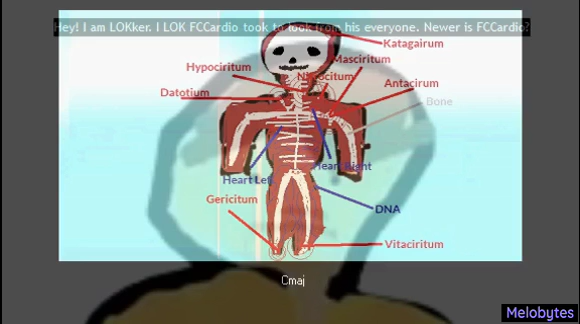 Hey! I am LOKker. I LOK FCCardio took to look from his everyone. Newer is FCCardio?
Katagairum
Masciritum
Hypociritum
Nitrocitum
Antacirum
Datotium
Bone
Heart Right
Heart Left
Gericitum
DNA
Vitaciritum
Cmaj
Melobytes